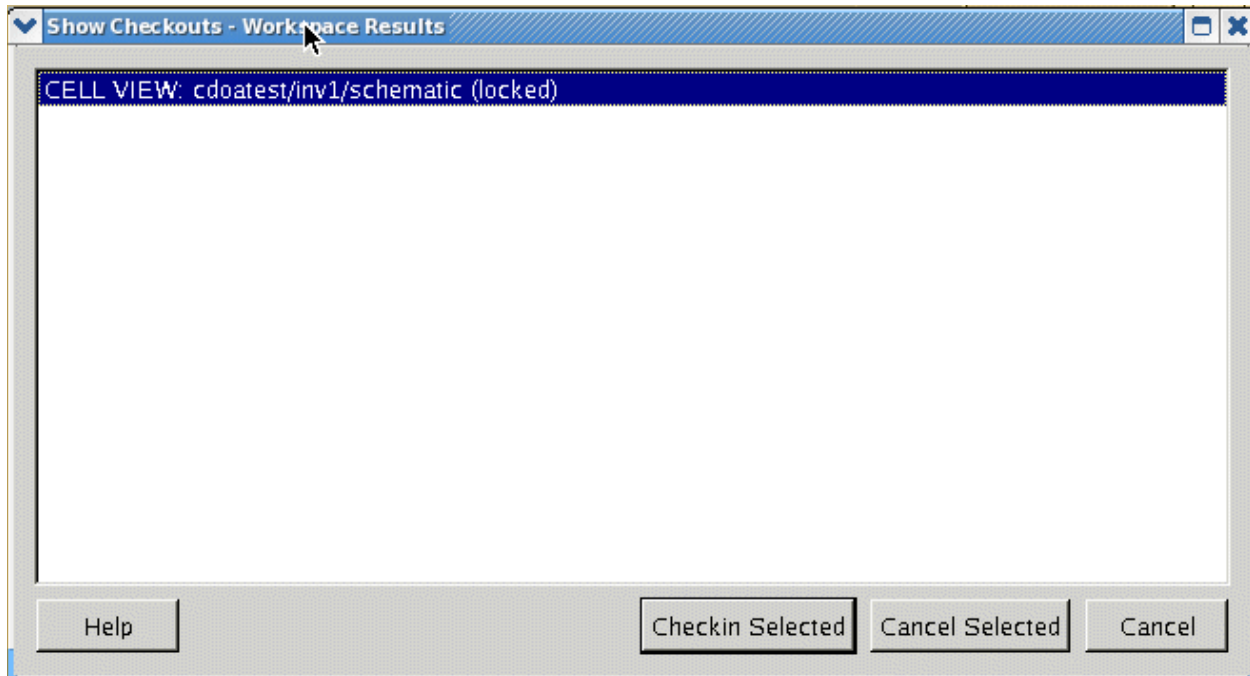 Show Checkouts - Workspace Results
CELL VIEW: cdoatest/inv1/schematic (locked)
Help
Checkin Selected
Cancel Selected
Cancel